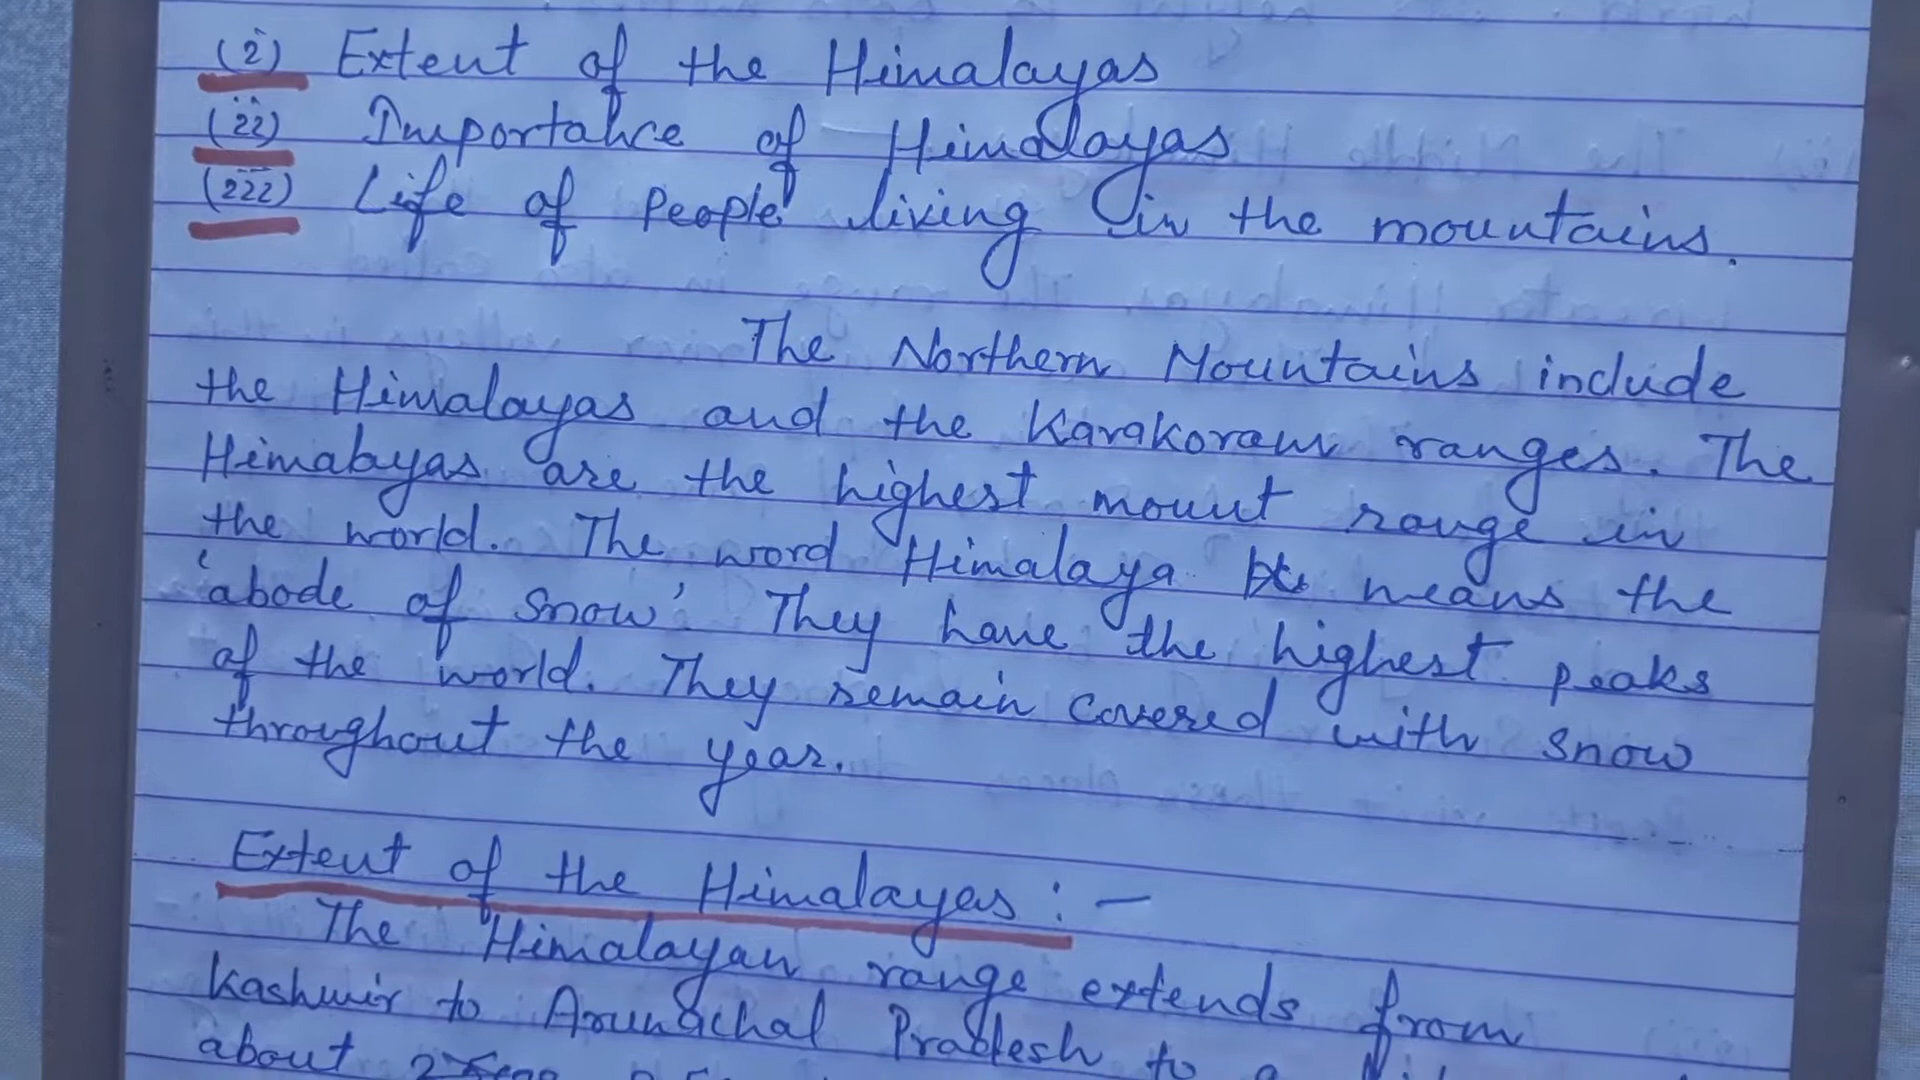 (i) Extent of the Himalayas
(ii) Importance of Himalayas
(iii) Life of People living in the mountains.
The Northern Mountains include
the Himalayas and the Karakoram ranges. The
Himalayas are the highest mount range in
the world. The word Himalaya means the
'abode of snow'. They have the highest peaks
of the world. They remain covered with snow
throughout the year.
Extent of the Himalayas :-
The Himalayan range extends from
Kashmir to Arunachal Pradesh to a
about